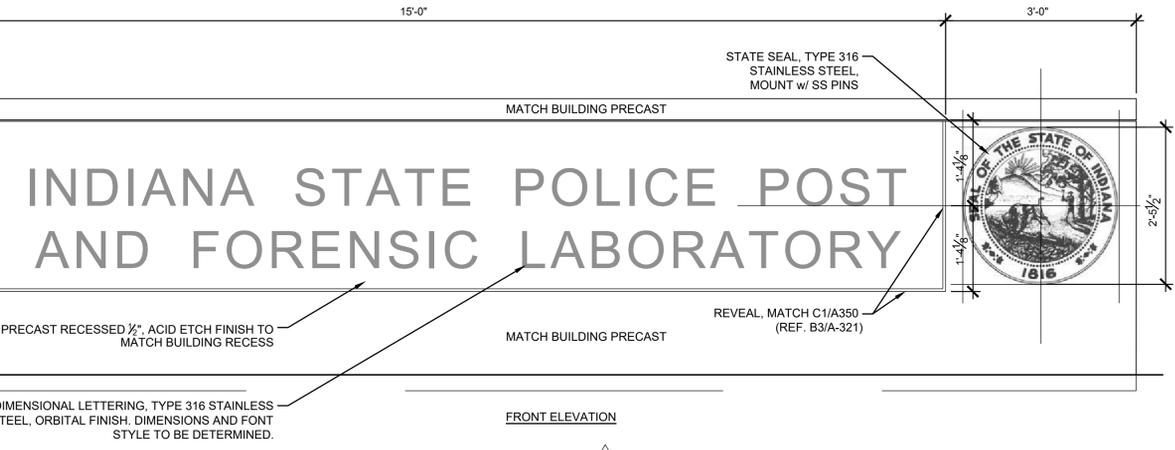 15'-0"
3'-0"
STATE SEAL, TYPE 316
STAINLESS STEEL,
MOUNT w/ SS PINS
MATCH BUILDING PRECAST
SEAL OF THE STATE OF INDIANA
1816
1'-4⅛"
1'-4⅛"
2'-5½"
INDIANA STATE POLICE POST
AND FORENSIC LABORATORY
REVEAL, MATCH C1/A350
(REF. B3/A-321)
PRECAST RECESSED ½", ACID ETCH FINISH TO
MATCH BUILDING RECESS
MATCH BUILDING PRECAST
DIMENSIONAL LETTERING, TYPE 316 STAINLESS
STEEL, ORBITAL FINISH. DIMENSIONS AND FONT
STYLE TO BE DETERMINED.
FRONT ELEVATION